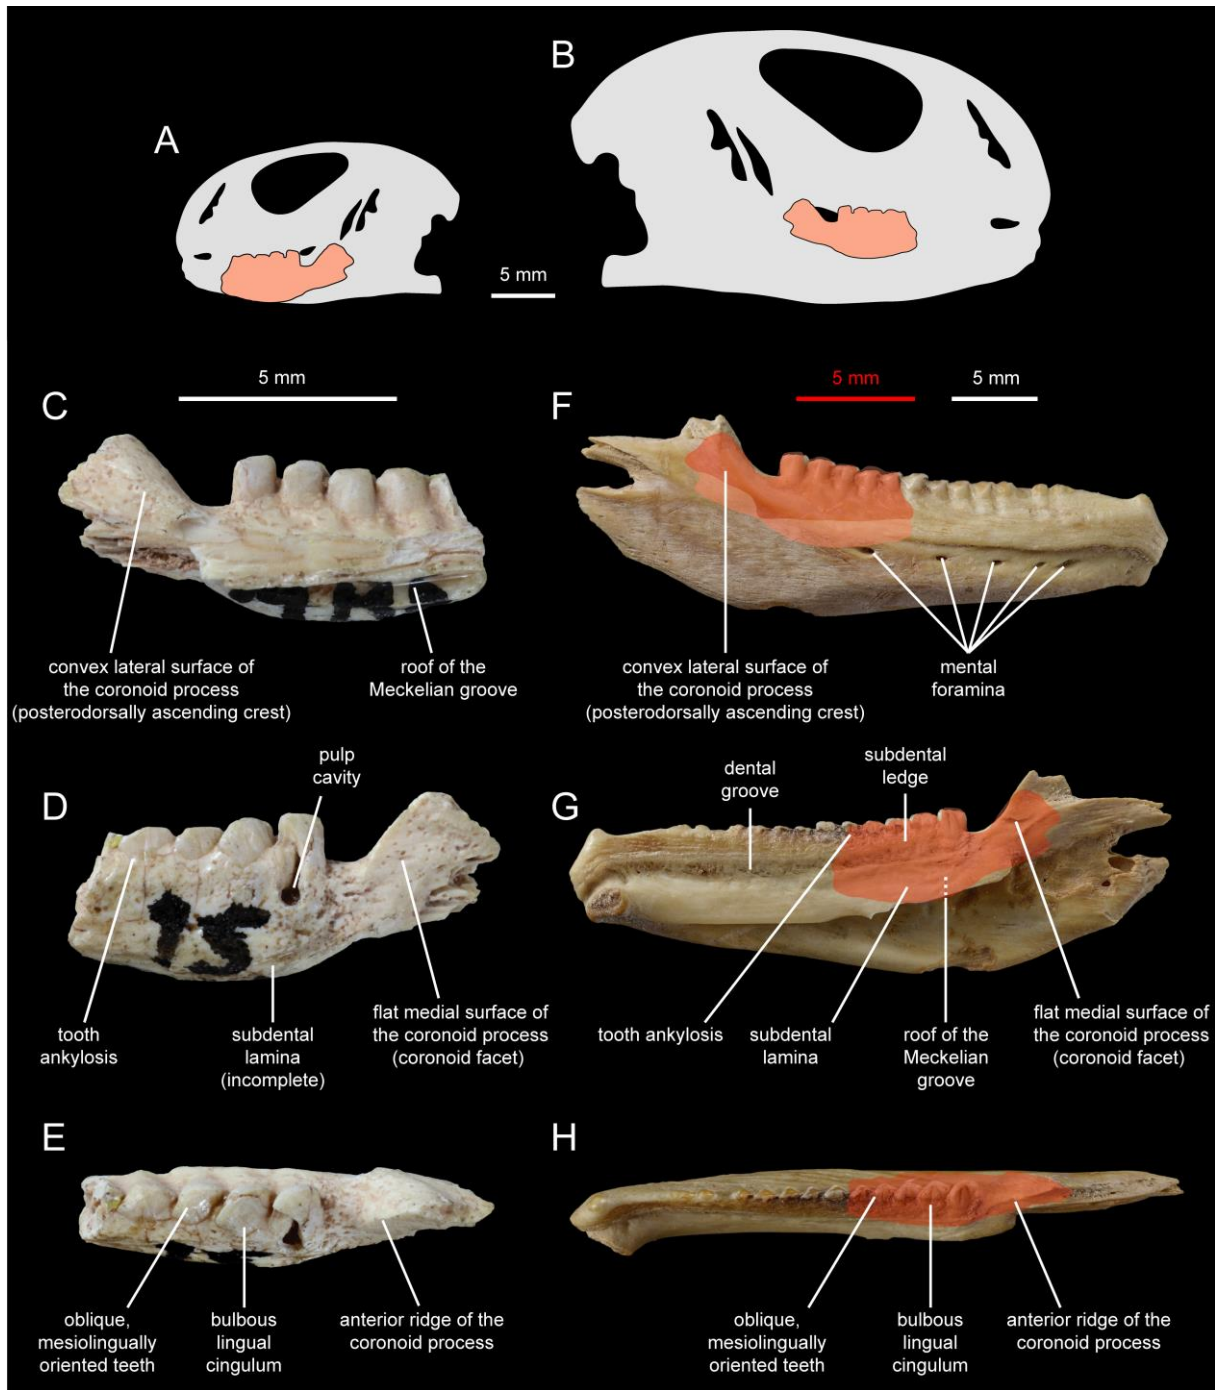 A
B
5 mm
C
5 mm
F
5 mm
5 mm
convex lateral surface of
the coronoid process
(posterodorsally ascending crest)
roof of the
Meckelian groove
convex lateral surface of
the coronoid process
(posterodorsally ascending crest)
mental
foramina
D
pulp
cavity
G
dental
groove
subdental
ledge
15
tooth
ankylosis
subdental
lamina
(incomplete)
flat medial surface of
the coronoid process
(coronoid facet)
tooth ankylosis
subdental
lamina
roof of the
Meckelian
groove
flat medial surface of
the coronoid process
(coronoid facet)
E
H
oblique,
mesiolingually
oriented teeth
bulbous
lingual
cingulum
anterior ridge of the
coronoid process
oblique,
mesiolingually
oriented teeth
bulbous
lingual
cingulum
anterior ridge of the
coronoid process